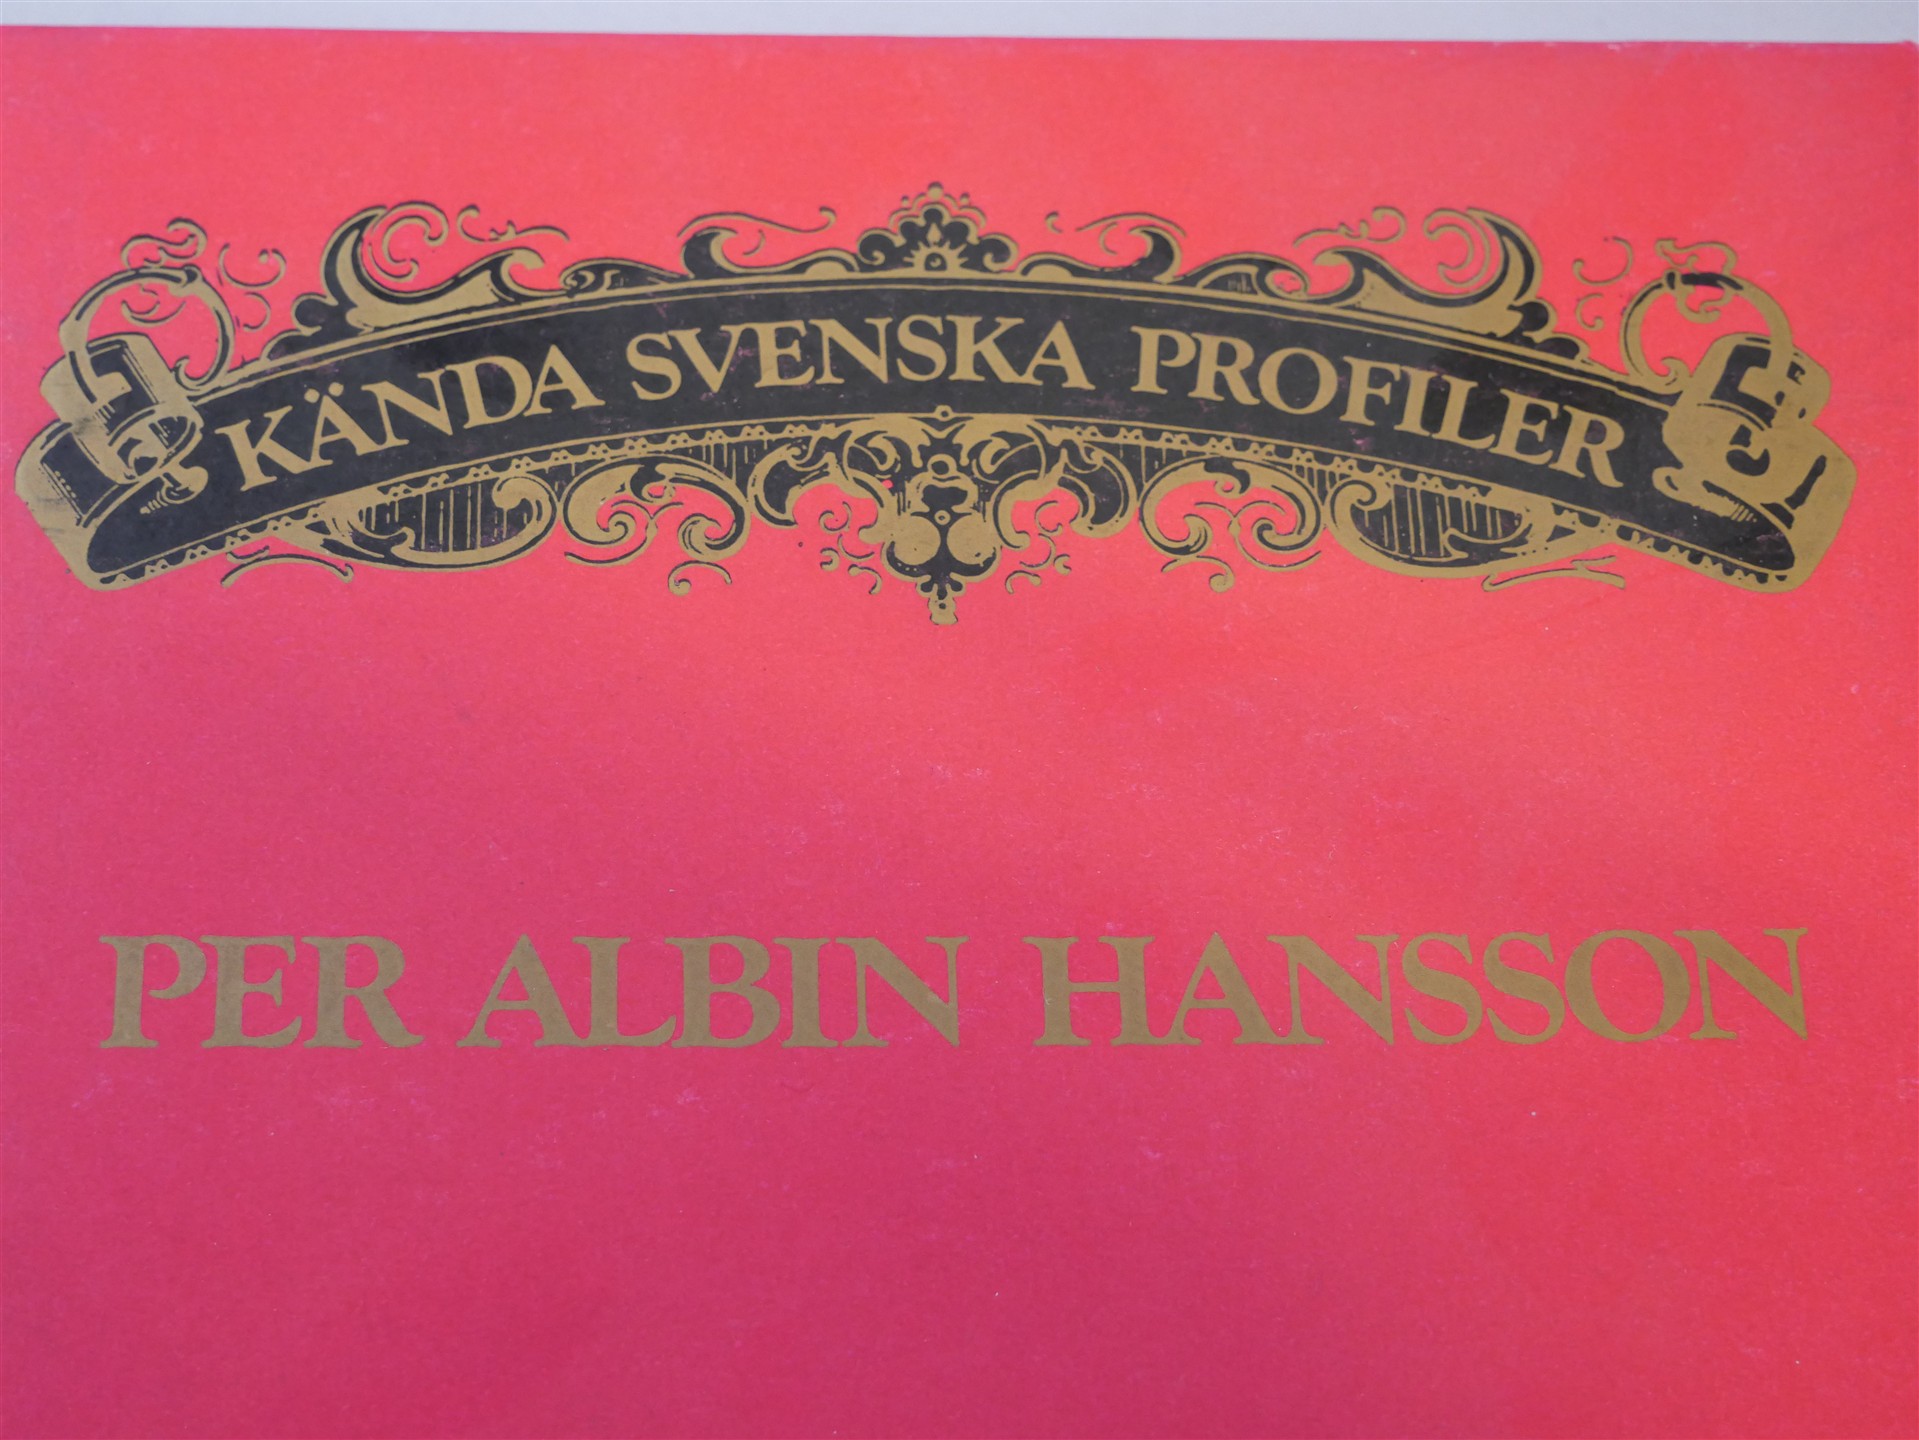 KÄNDA SVENSKA PROFILER
PER ALBIN HANSSON